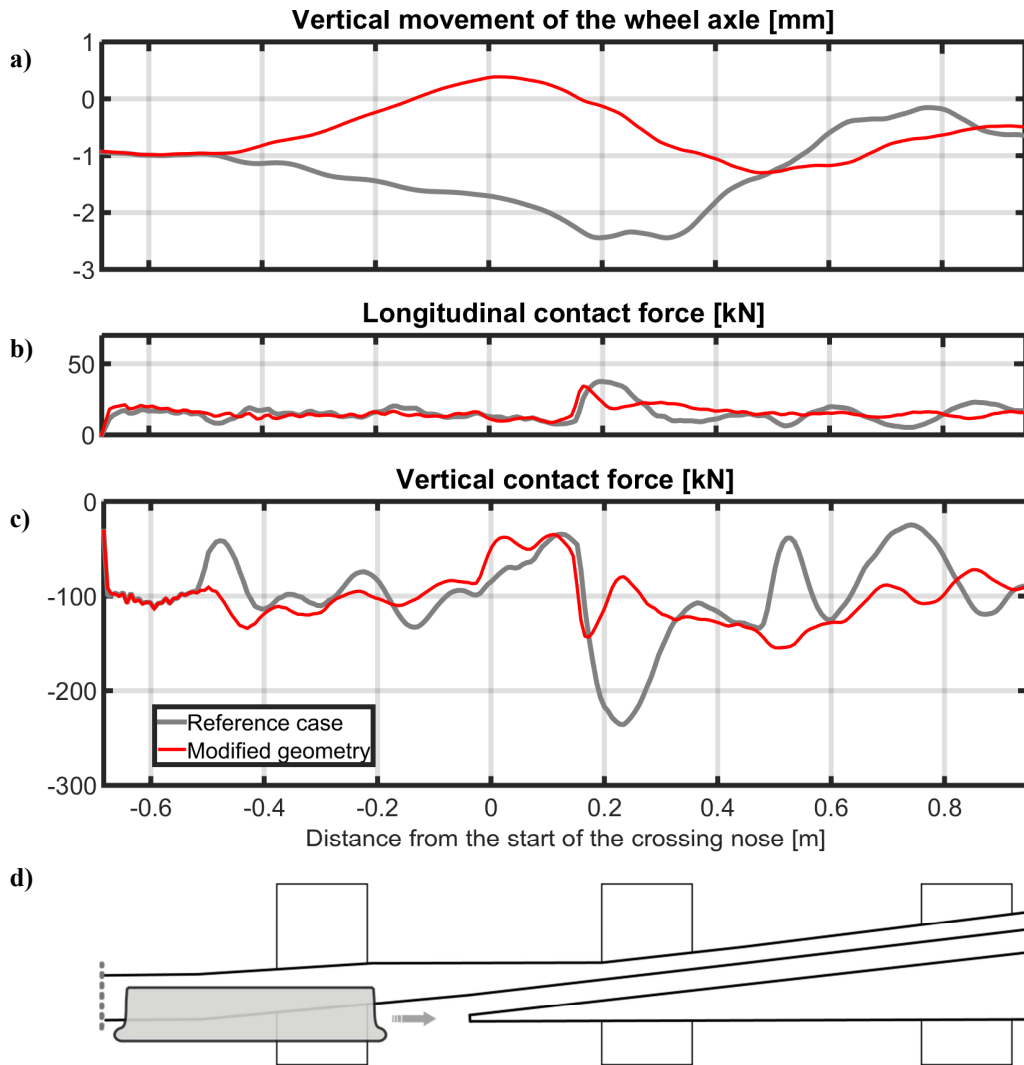 Vertical movement of the wheel axle [mm]
a)
1
0
-1
-2
-3
Longitudinal contact force [kN]
b)
50
0
Vertical contact force [kN]
c)
0
-100
-200
-300
Reference case
Modified geometry
-0.6 -0.4 -0.2 0 0.2 0.4 0.6 0.8
Distance from the start of the crossing nose [m]
d)